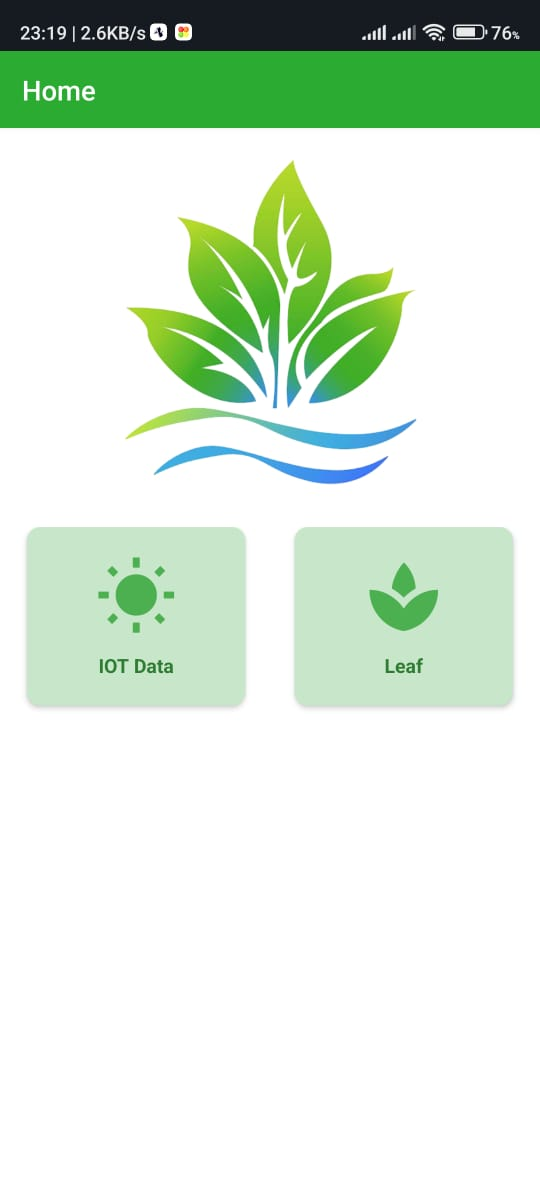 23:19 | 2.6KB/s 76%
Home
IOT Data
Leaf